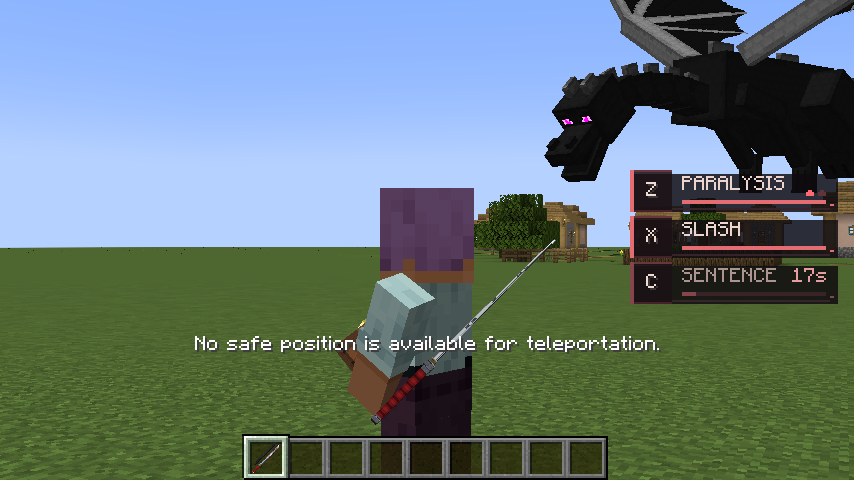 Z PARALYSIS
X SLASH
C SENTENCE 17s
No safe position is available for teleportation.